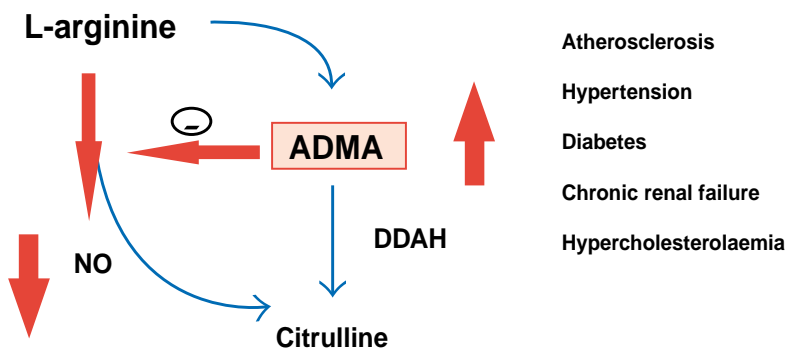 L-arginine
ADMA
DDAH
NO
Citrulline
Atherosclerosis
Hypertension
Diabetes
Chronic renal failure
Hypercholesterolaemia